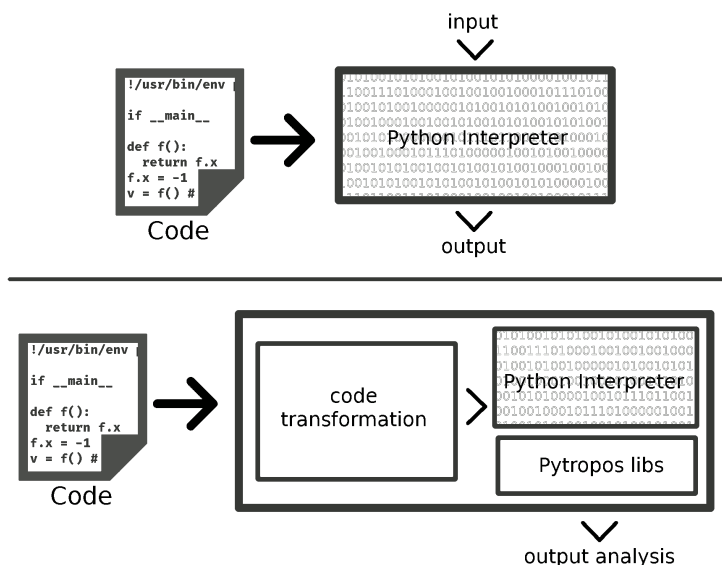 input
!/usr/bin/env
if __main__
def f():
return f.x
f.x = -1
v = f() #
Python Interpreter
Code
output
!/usr/bin/env
if __main__
def f():
return f.x
f.x = -1
v = f() #
Code
code
transformation
Python Interpreter
Pytropos libs
output analysis